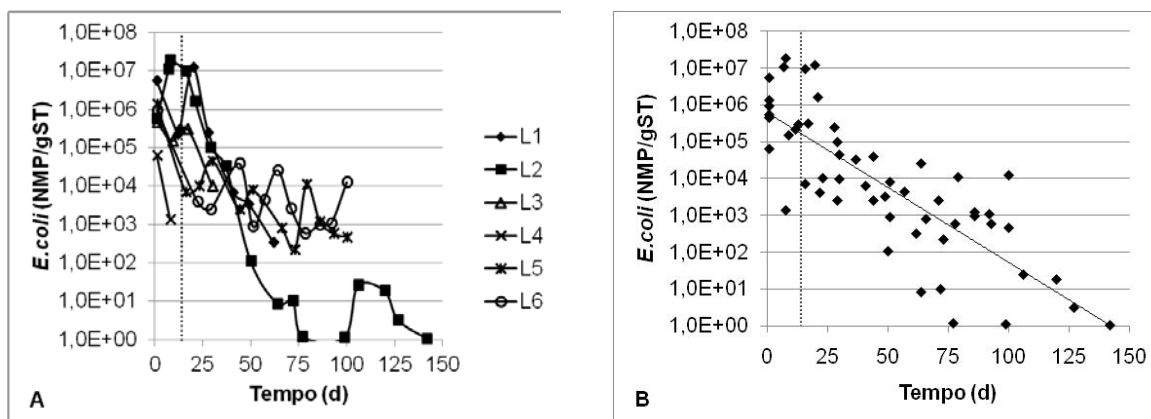 1,0E+08
1,0E+07
1,0E+06
1,0E+05
1,0E+04
1,0E+03
1,0E+02
1,0E+01
1,0E+00
E.coli (NMP/gST)
0 25 50 75 100 125 150
Tempo (d)
A
L1
L2
L3
L4
L5
L6
1,0E+08
1,0E+07
1,0E+06
1,0E+05
1,0E+04
1,0E+03
1,0E+02
1,0E+01
1,0E+00
E.coli (NMP/gST)
0 25 50 75 100 125 150
Tempo (d)
B